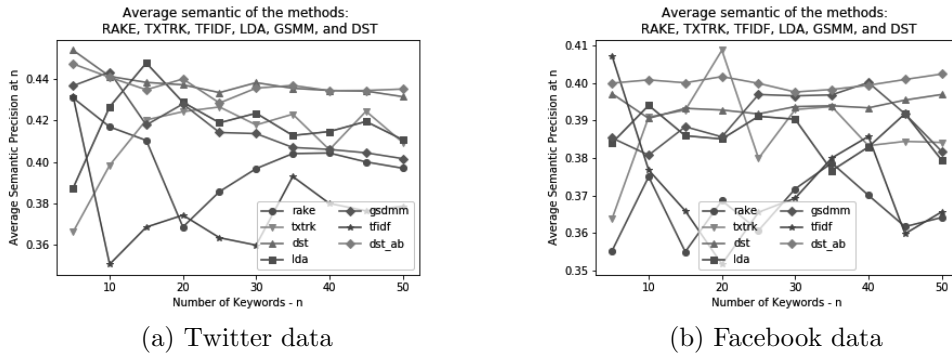 Average semantic of the methods:
RAKE, TXTRK, TFIDF, LDA, GSMM, and DST
Average Semantic Precision at n
0.44
0.42
0.40
0.38
0.36
rake
txtrk
dst
lda
gsdmm
tfidf
dst_ab
10
20
30
40
50
Number of Keywords - n
(a) Twitter data
Average semantic of the methods:
RAKE, TXTRK, TFIDF, LDA, GSMM, and DST
Average Semantic Precision at n
0.41
0.40
0.39
0.38
0.37
0.36
0.35
rake
txtrk
dst
lda
gsdmm
tfidf
dst_ab
10
20
30
40
50
Number of Keywords - n
(b) Facebook data